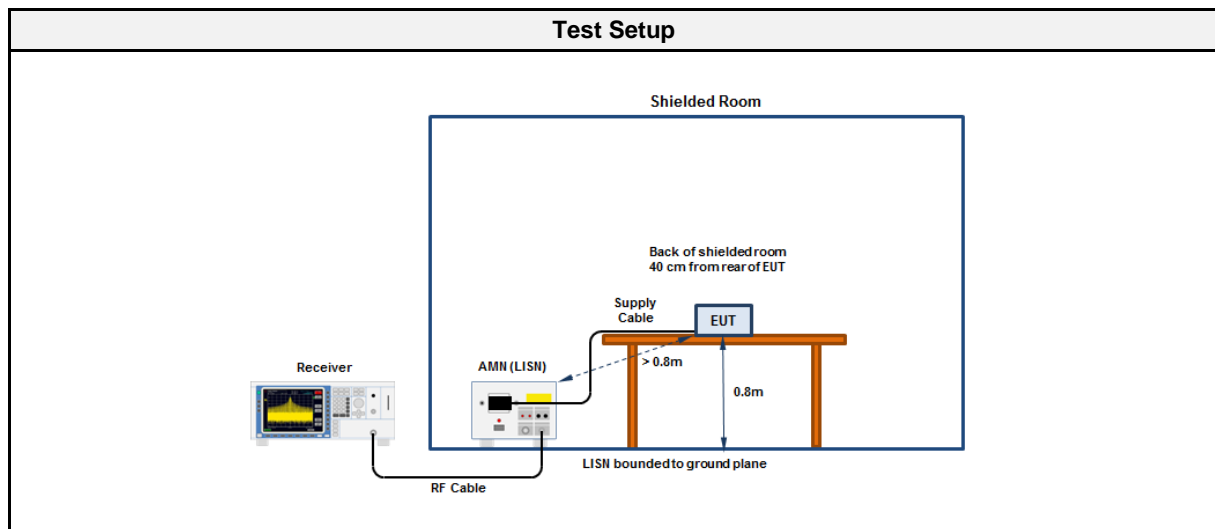 Test Setup
Shielded Room
Back of shielded room
40 cm from rear of EUT
Supply
Cable
EUT
> 0.8m
AMN (LISN)
Receiver
0.8m
LISN bounded to ground plane
RF Cable